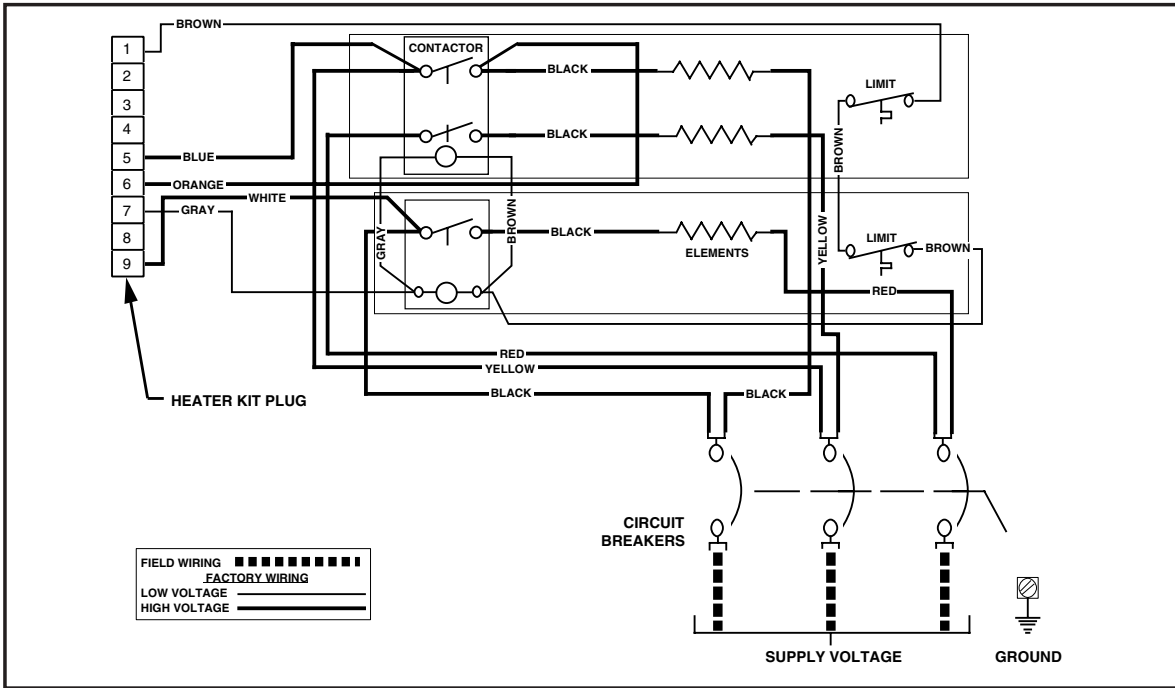 BROWN
1
2
3
4
5
6
7
8
9
CONTACTOR
BLACK
LIMIT
BLACK
BROWN
BLUE
ORANGE
WHITE
GRAY
GRAY
BROWN
BLACK
ELEMENTS
YELLOW
LIMIT
BROWN
RED
RED
YELLOW
BLACK
BLACK
HEATER KIT PLUG
CIRCUIT
BREAKERS
FIELD WIRING
FACTORY WIRING
LOW VOLTAGE
HIGH VOLTAGE
SUPPLY VOLTAGE
GROUND